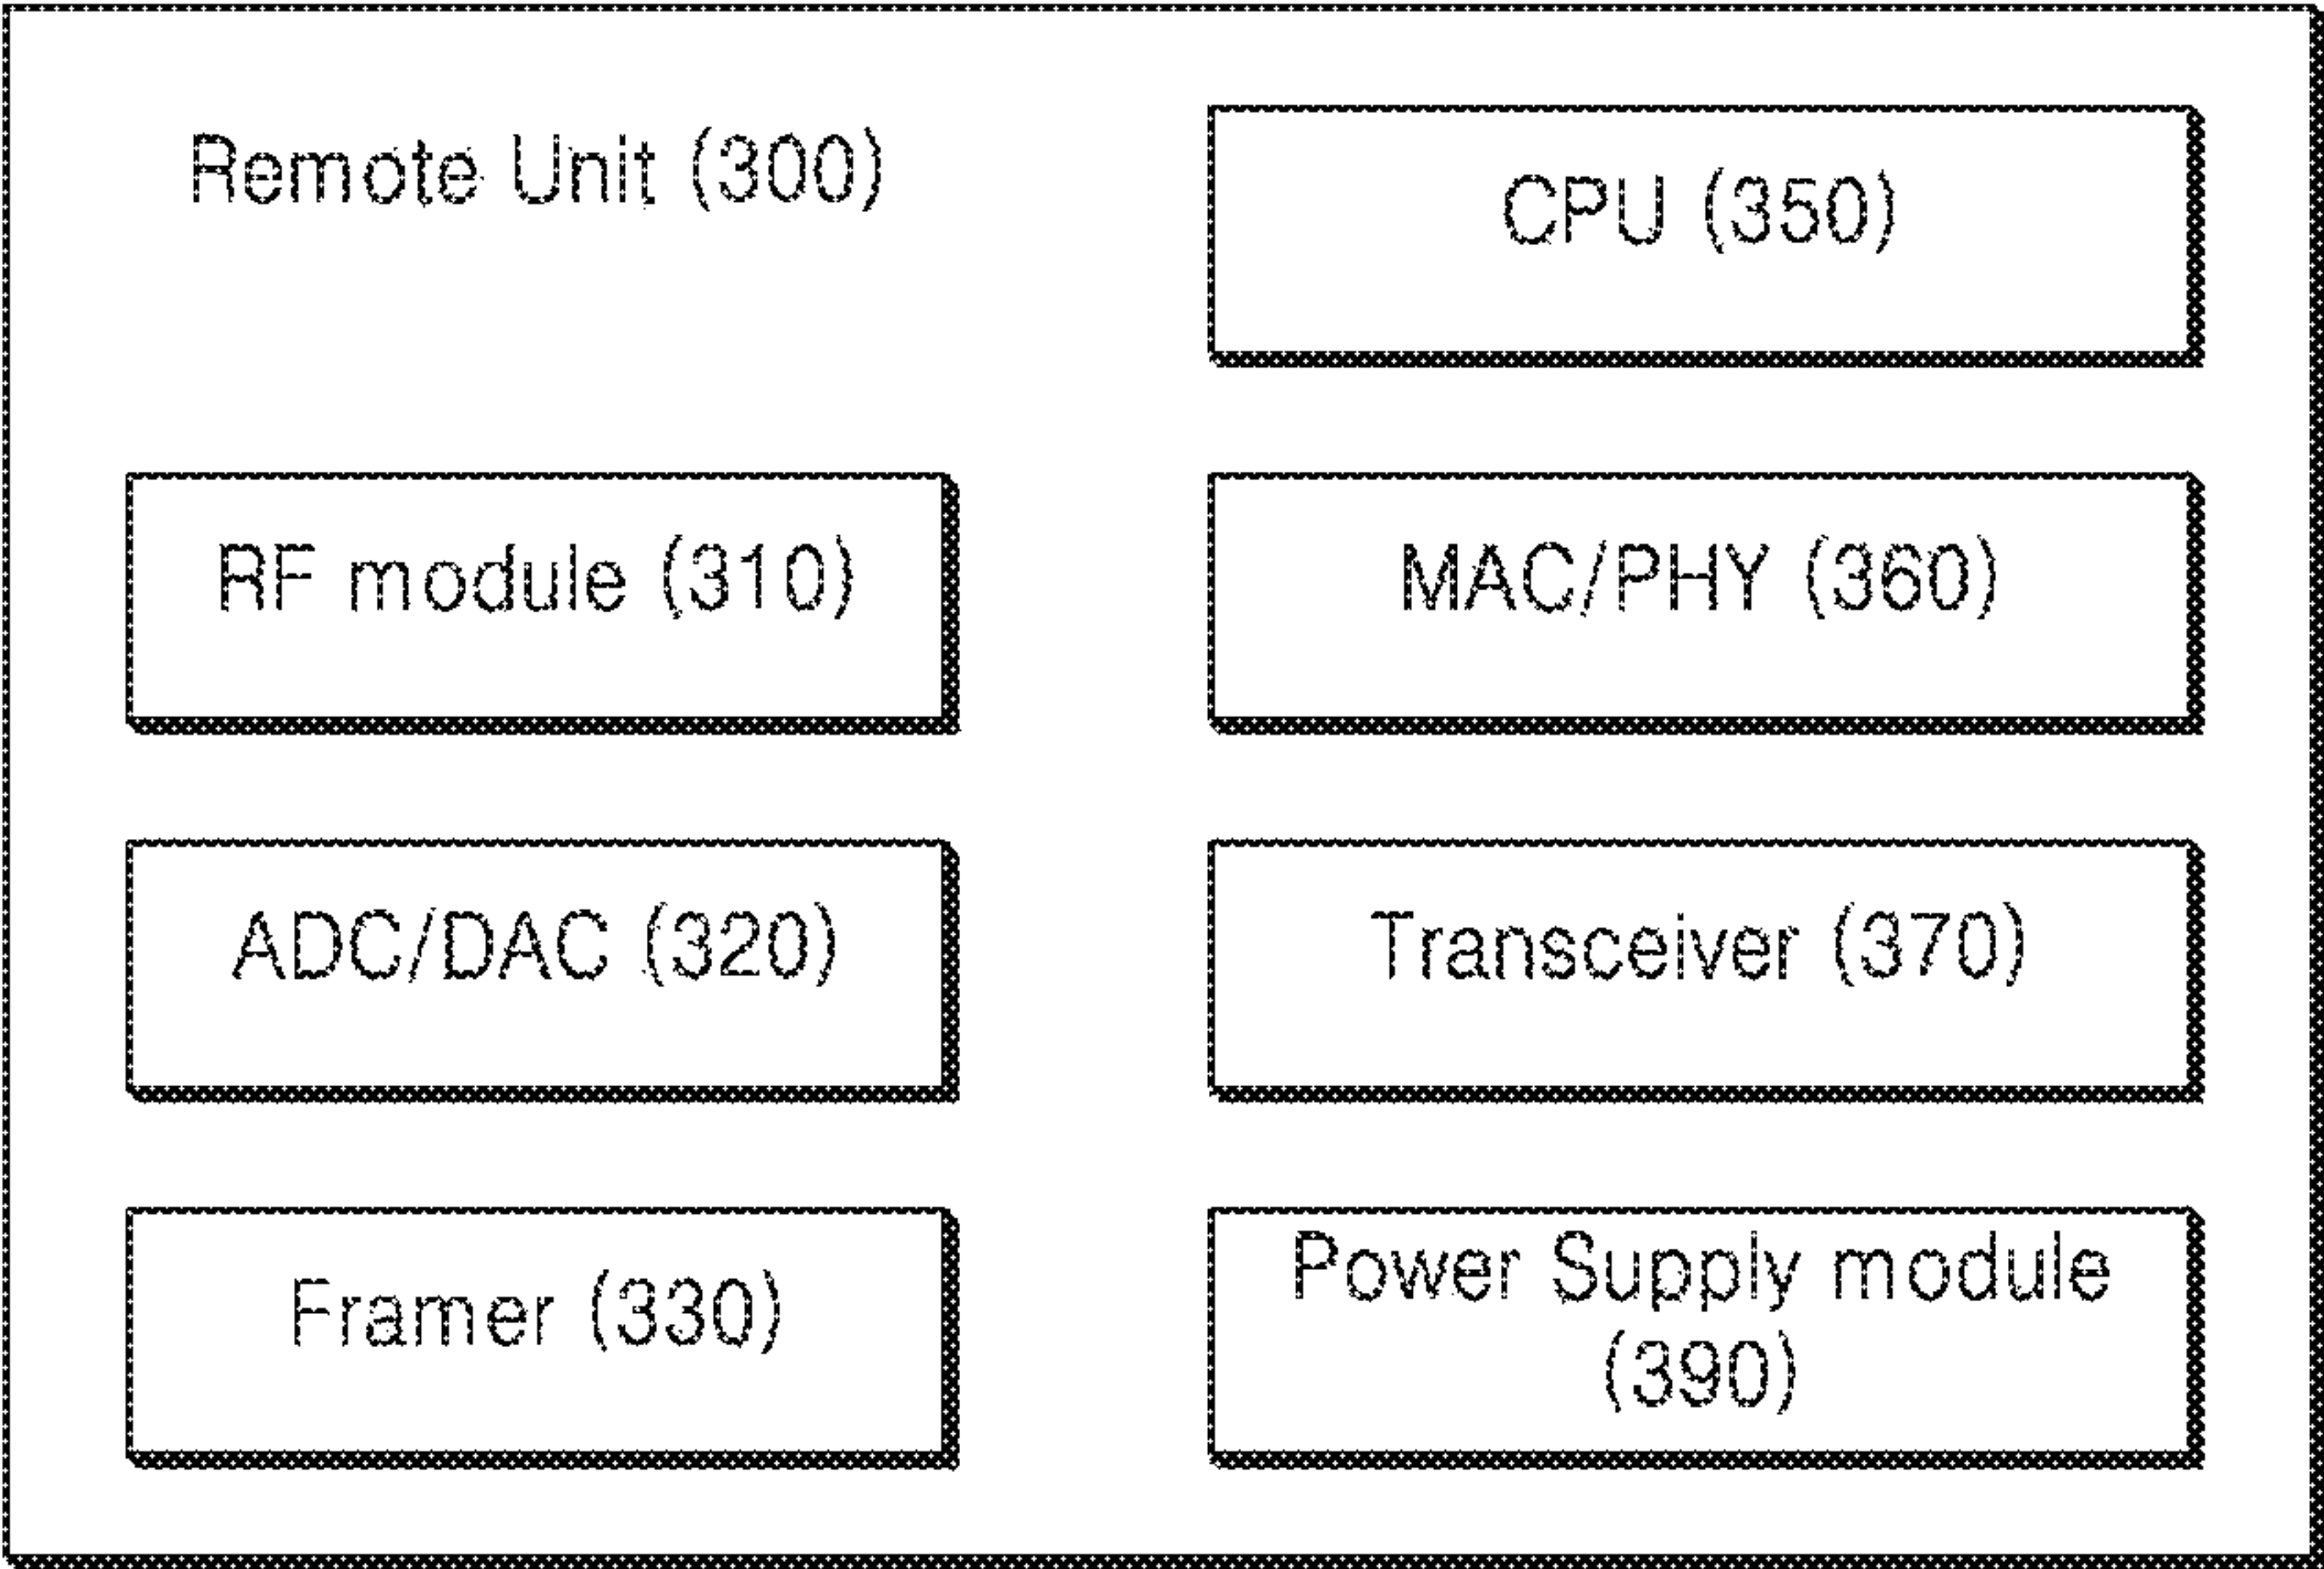 Remote Unit (300)
CPU (350)
RF module (310)
MAC/PHY (360)
ADC/DAC (320)
Transceiver (370)
Framer (330)
Power Supply module
(390)